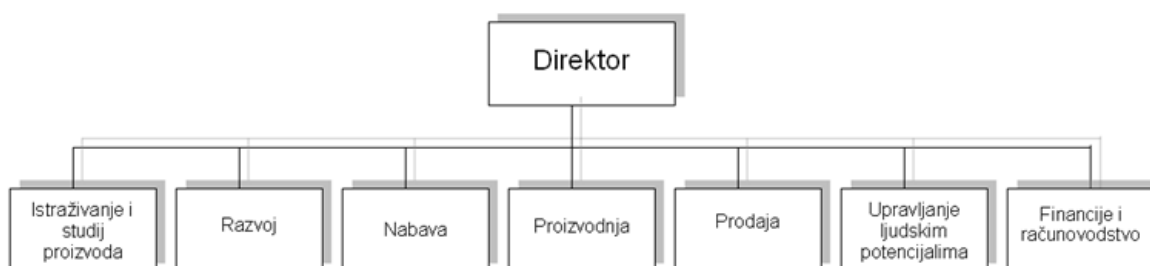 Direktor
Istraživanje i
studij
proizvoda
Razvoj
Nabava
Proizvodnja
Prodaja
Upravljanje
ljudskim
potencijalima
Financije i
računovodstvo